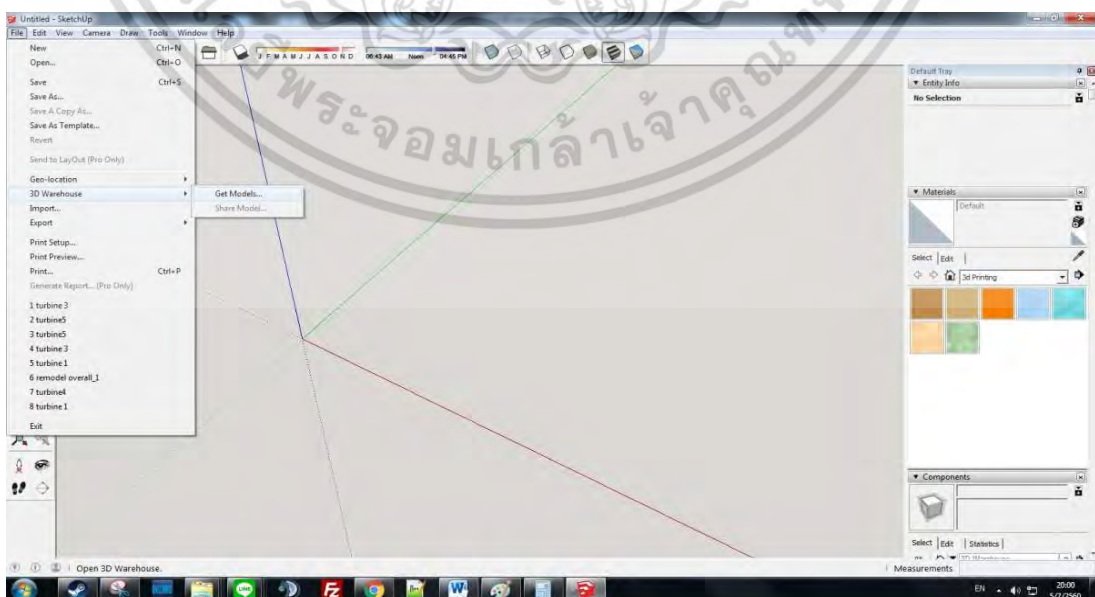 Untitled - SketchUp
File Edit View Camera Draw Tools Window Help
New Ctrl+N
Open... Ctrl+O
Save Ctrl+S
Save As...
Save A Copy As...
Save As Template...
Revert
Send to LayOut (Pro Only)
Geo-location
3D Warehouse
Get Models...
Share Model...
Import...
Export
Print Setup...
Print Preview...
Print... Ctrl+P
Generate Report... (Pro Only)
1 turbine 3
2 turbine5
3 turbine5
4 turbine 3
5 turbine 1
6 remodel overall_1
7 turbine4
8 turbine 1
Exit
J F M A M J J A S O N D
06:43 AM Noon 04:45 PM
พระจอมเกล้าเจ้าคุณ
Default Tray
Entity Info
No Selection
Materials
Default
Select Edit
3d Printing
Components
Select Edit Statistics
3D Warehouse
Open 3D Warehouse.
Measurements
LINE
EN
20:00
5/7/2560